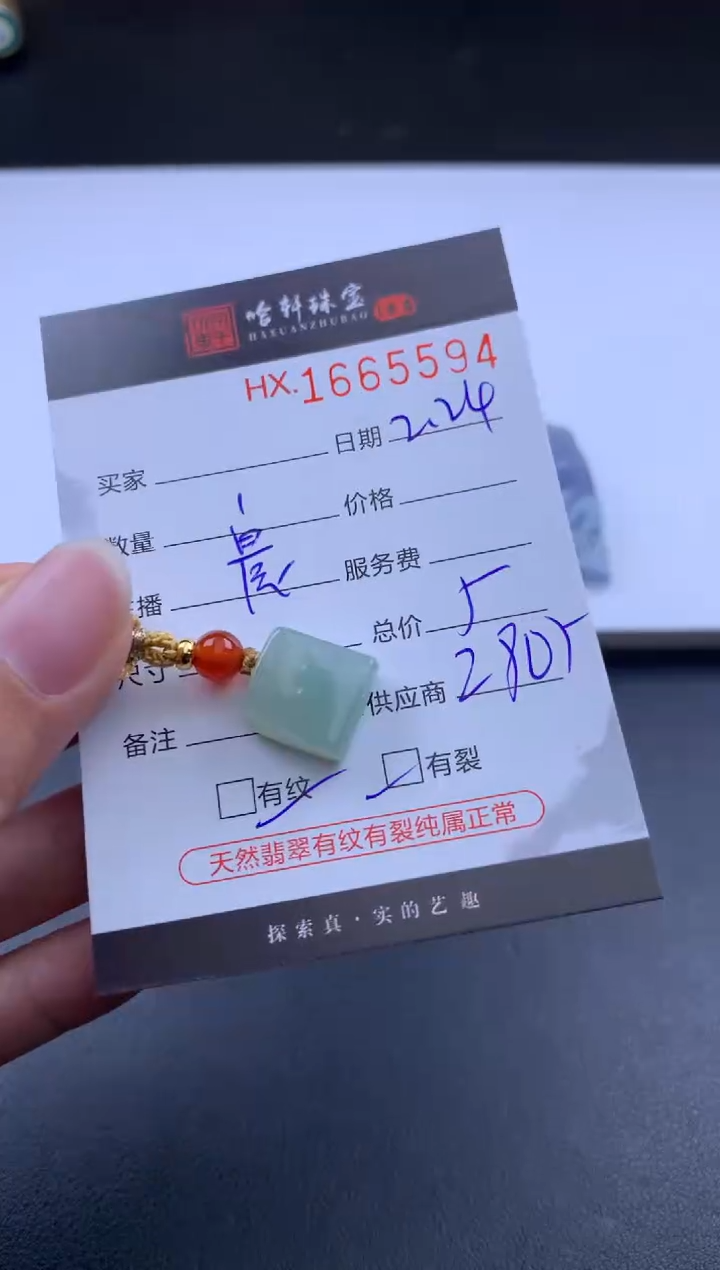 哈轩珠宝
HAXUANZHUBAO
HX.1665594
买家 日期 2.24
数量 1 价格
播 晨 服务费
总价 5
尺寸 供应商 2805
备注
有纹 有裂
天然翡翠有纹有裂纯属正常
探索真·实的艺趣